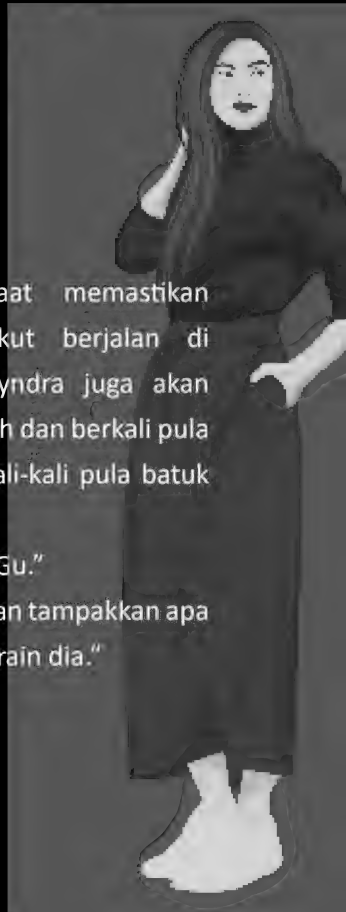 aat memastikan
kut berjalan di
yndra juga akan
h dan berkali pula
ali-kali pula batuk
Gu."
an tampakkan apa
rain dia."